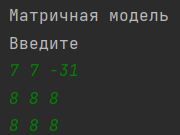 Матричная модель
Введите
7 7 -31
8 8 8
8 8 8